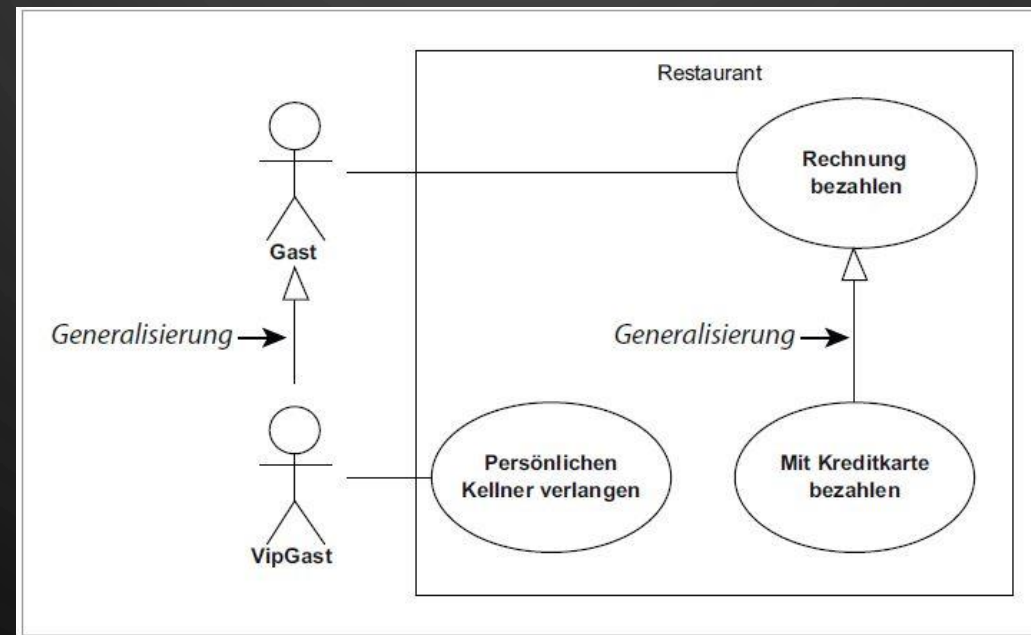 Restaurant
Rechnung
bezahlen
Gast
Generalisierung
Generalisierung
Persönlichen
Kellner verlangen
Mit Kreditkarte
bezahlen
VipGast